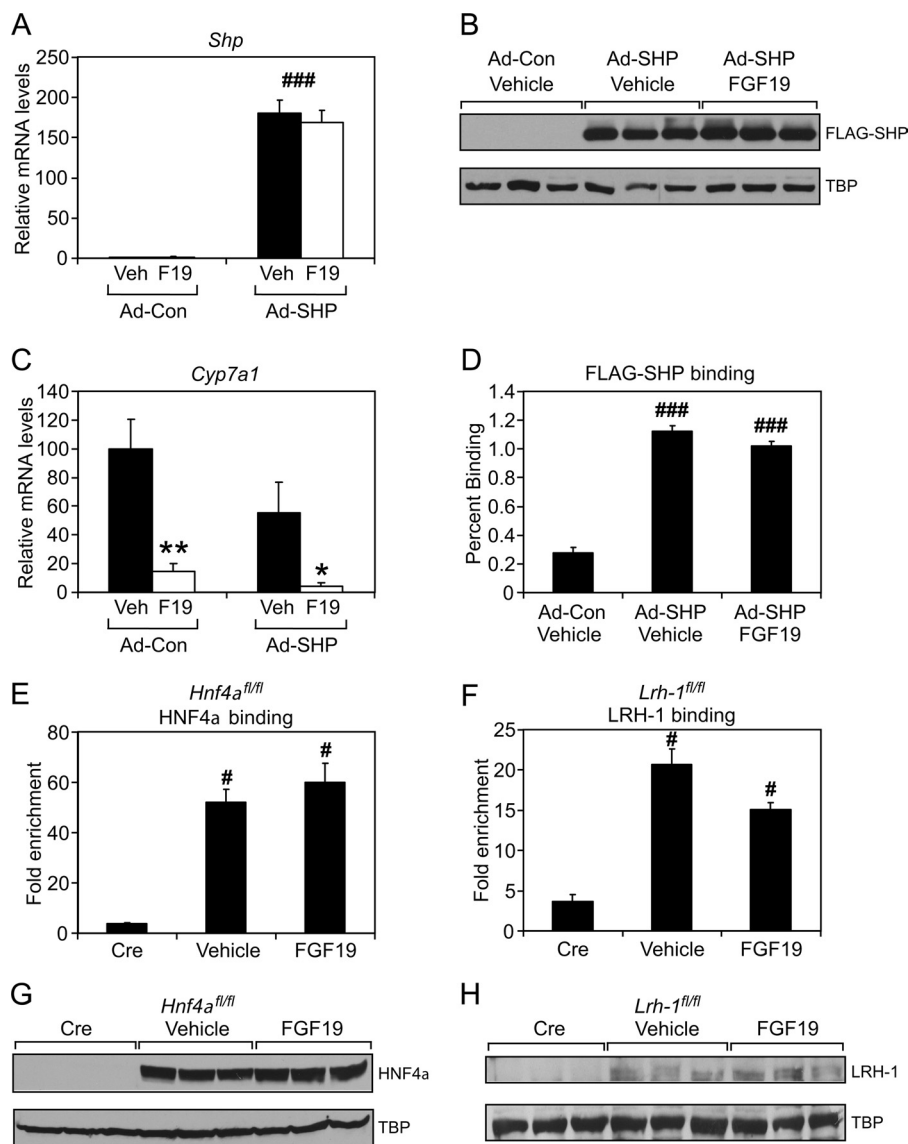 A
Shp
Relative mRNA levels
250
200
150
100
50
0
###
Veh F19 Veh F19
Ad-Con Ad-SHP
B
Ad-Con Ad-SHP Ad-SHP
Vehicle Vehicle FGF19
FLAG-SHP
TBP
C
Cyp7a1
Relative mRNA levels
140
120
100
80
60
40
20
0
**
*
Veh F19 Veh F19
Ad-Con Ad-SHP
D
FLAG-SHP binding
Percent Binding
1.4
1.2
1.0
0.8
0.6
0.4
0.2
0
### ###
Ad-Con Ad-SHP Ad-SHP
Vehicle Vehicle FGF19
E
Hnf4a fl/fl
HNF4a binding
Fold enrichment
80
60
40
20
0
# #
Cre Vehicle FGF19
F
Lrh-1 fl/fl
LRH-1 binding
Fold enrichment
25
20
15
10
5
0
# #
Cre Vehicle FGF19
G
Hnf4a fl/fl
Cre Vehicle FGF19
HNF4a
TBP
H
Lrh-1 fl/fl
Cre Vehicle FGF19
LRH-1
TBP